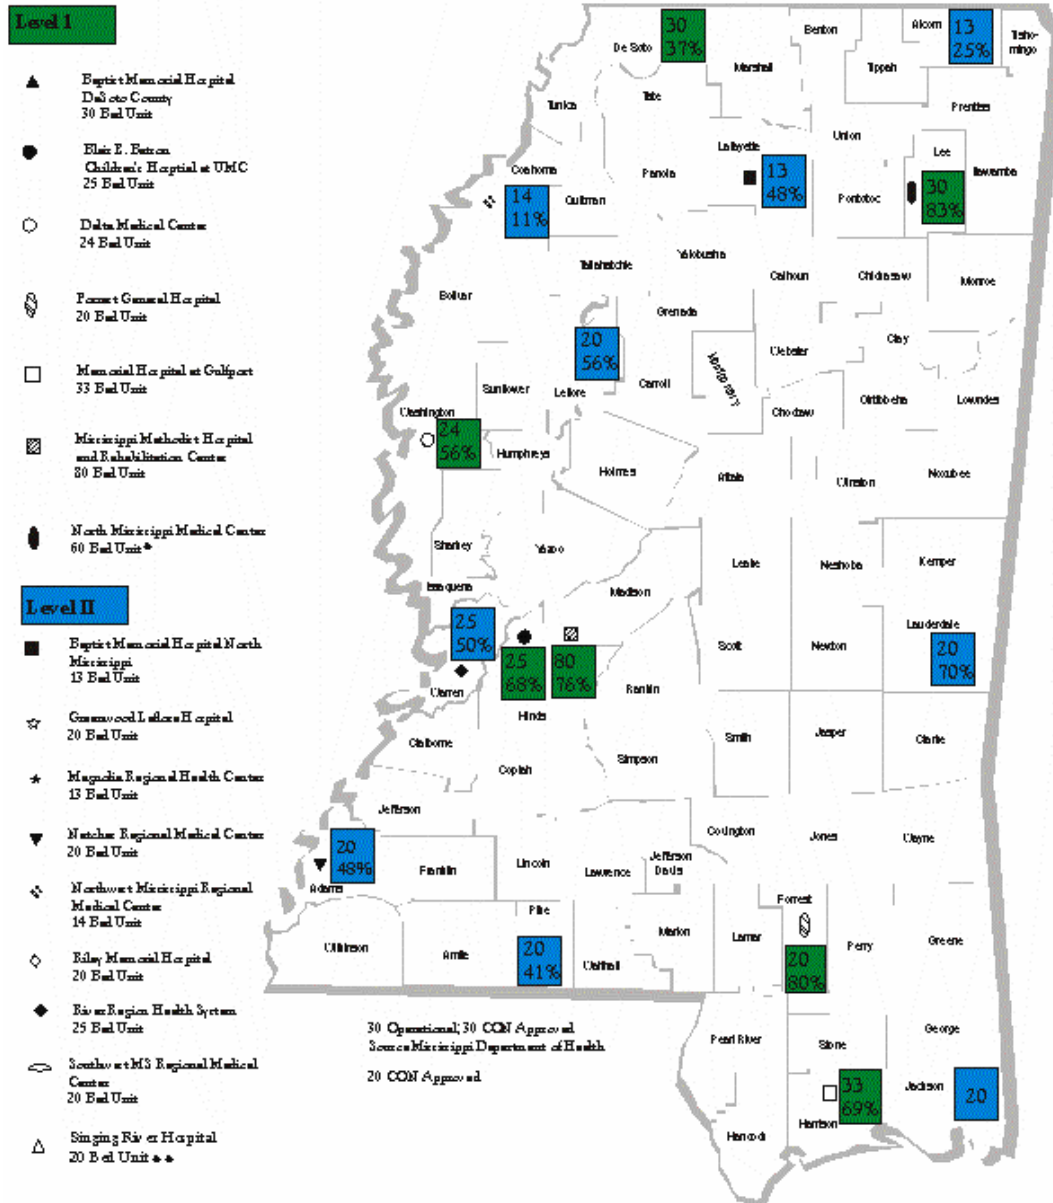 Level I
Baptist Memorial Hospital
DeSoto County
30 Bed Unit
Blair E. Batson
Children's Hospital at UMC
25 Bed Unit
Delta Medical Center
24 Bed Unit
Forrest General Hospital
20 Bed Unit
Memorial Hospital at Gulfport
33 Bed Unit
Mississippi Methodist Hospital
and Rehabilitation Center
80 Bed Unit
North Mississippi Medical Center
60 Bed Unit*
Level II
Baptist Memorial Hospital North
Mississippi
13 Bed Unit
Greenwood Leflore Hospital
20 Bed Unit
Magnolia Regional Health Center
13 Bed Unit
Natchez Regional Medical Center
20 Bed Unit
Northwest Mississippi Regional
Medical Center
14 Bed Unit
Riley Memorial Hospital
20 Bed Unit
River Region Health System
25 Bed Unit
Southwest MS Regional Medical
Center
20 Bed Unit
Singing River Hospital
20 Bed Unit **
De Soto
30
37%
Marshall
Benton
Tippah
Alcorn
13
25%
Tisho-
mingo
Tunica
Tate
Prentiss
Union
Lafayette
13
48%
Panola
Pontotoc
Lee
30
83%
Itawamba
Coahoma
14
11%
Quitman
Tallahatchie
Yalobusha
Calhoun
Chickasaw
Monroe
Bolivar
Grenada
20
56%
Leflore
Sunflower
Carroll
Montgomery
Webster
Clay
Choctaw
Oktibbeha
Lowndes
Washington
24
56%
Humphreys
Holmes
Attala
Winston
Noxubee
Sharkey
Yazoo
Issaquena
Madison
Leake
Neshoba
Kemper
25
50%
Warren
25
68%
80
76%
Hinds
Rankin
Scott
Newton
Lauderdale
20
70%
Claiborne
Copiah
Simpson
Smith
Jasper
Clarke
Jefferson
20
48%
Adams
Franklin
Lincoln
Lawrence
Jefferson
Davis
Covington
Jones
Wayne
Wilkinson
Amite
Pike
20
41%
Walthall
Marion
Lamar
Forrest
20
80%
Perry
Greene
30 Operational; 30 CON Approved
Source Mississippi Department of Health
20 CON Approved
Pearl River
Stone
George
Hancock
33
69%
Harrison
Jackson
20